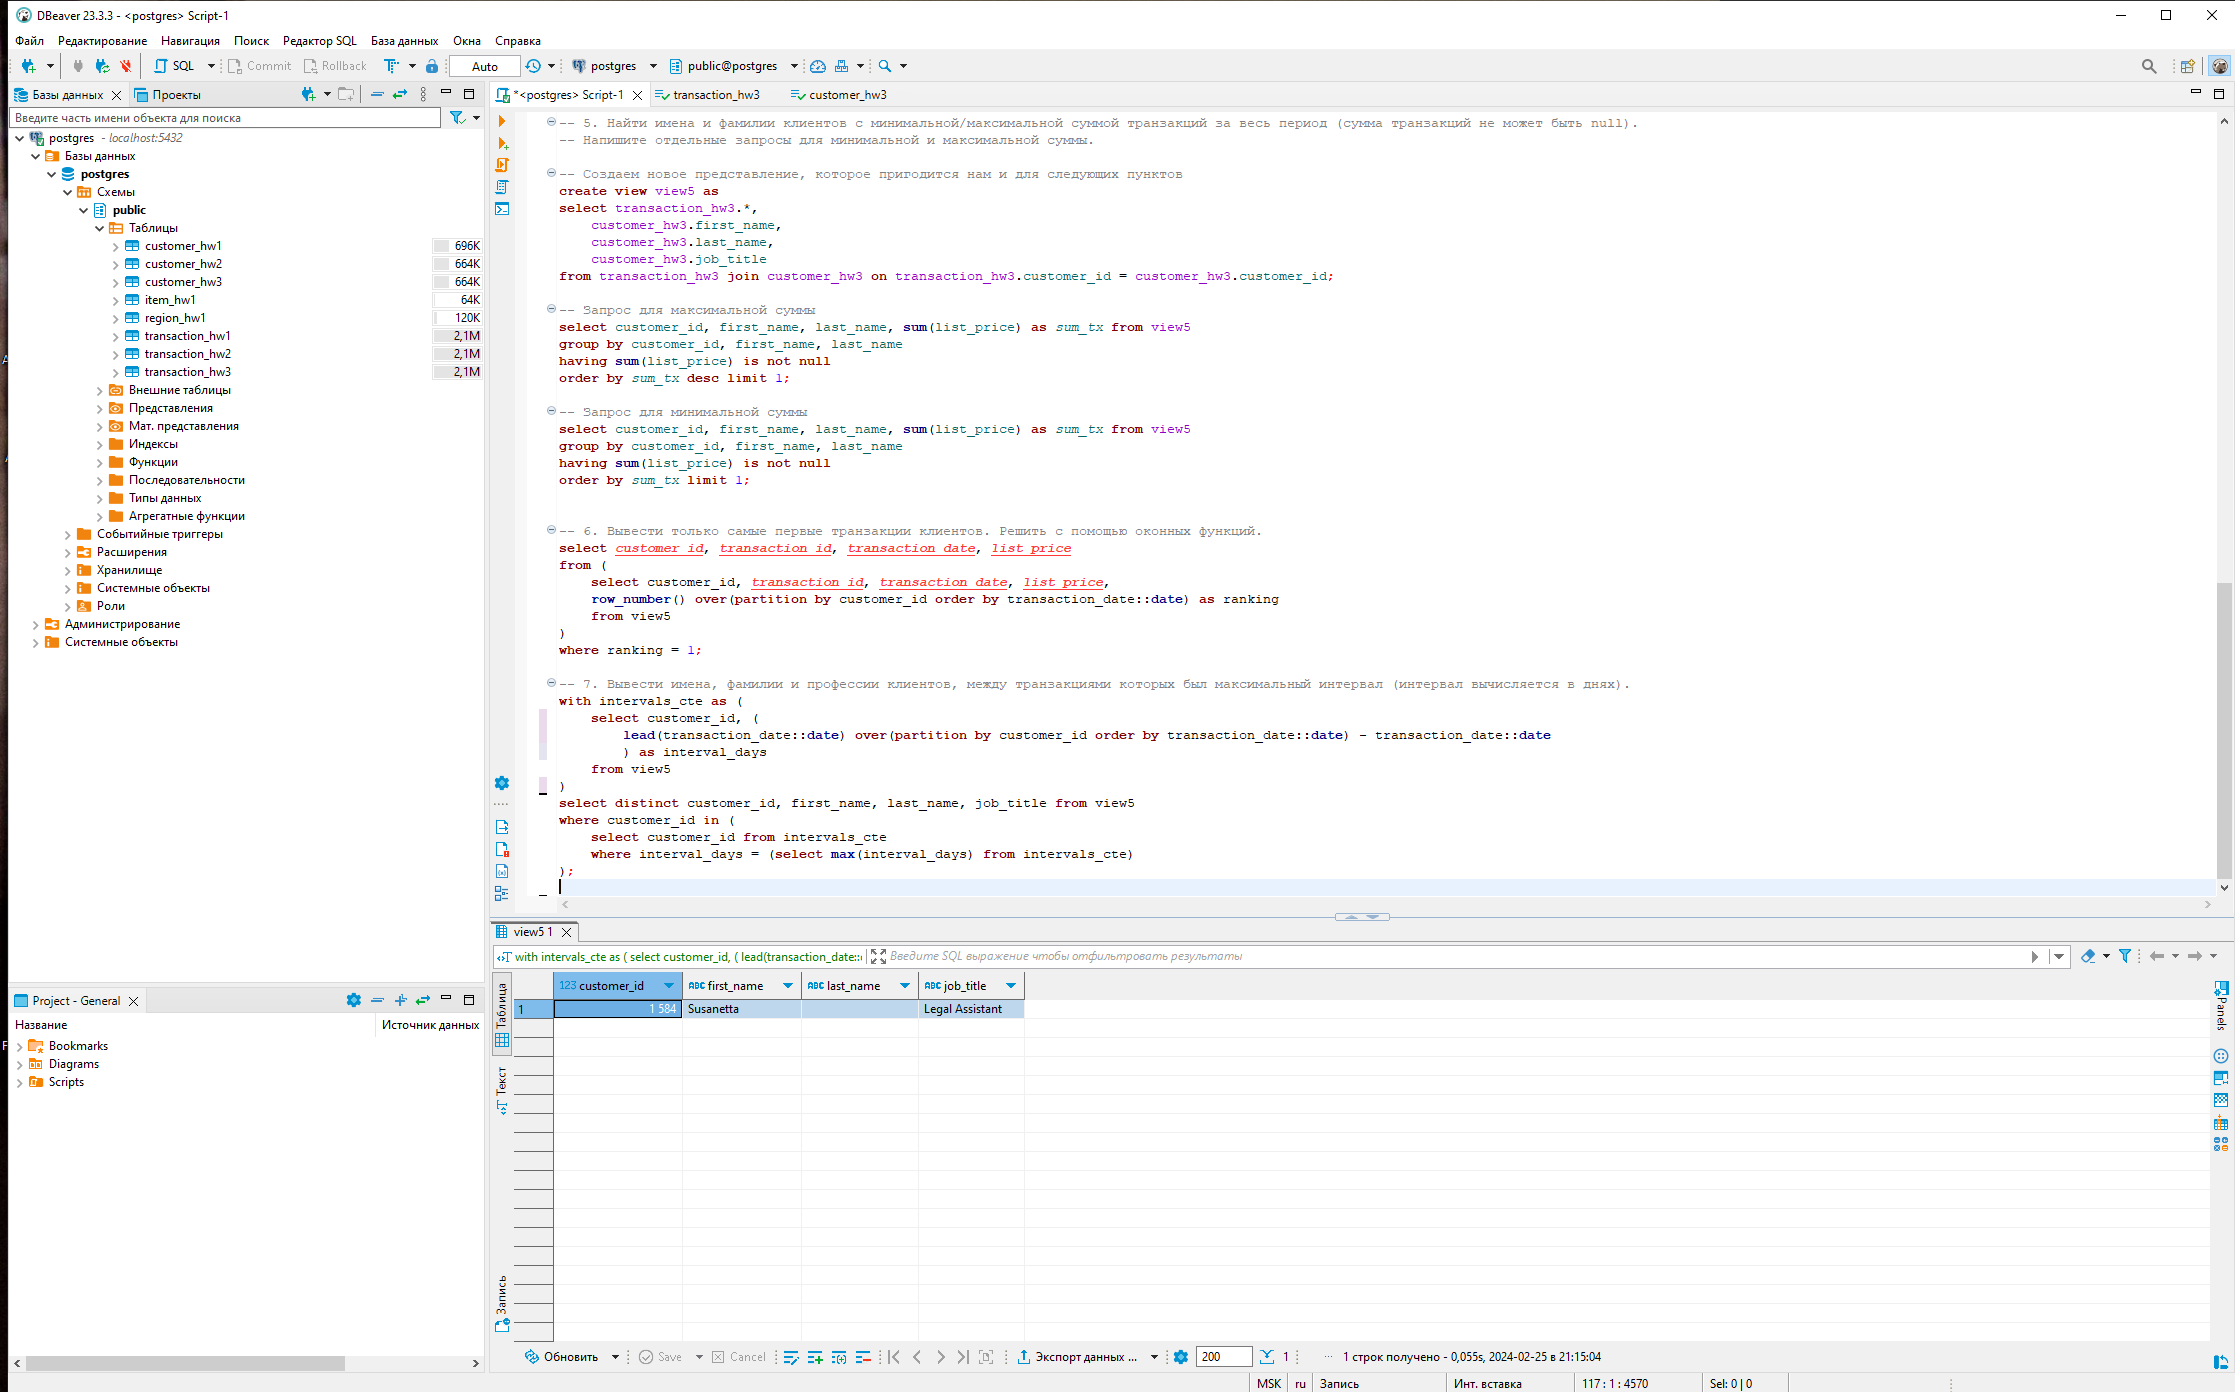 DBeaver 23.3.3 - <postgres> Script-1
Файл Редактирование Навигация Поиск Редактор SQL База данных Окна Справка
SQL Commit Rollback Auto postgres public@postgres
Базы данных Проекты
Введите часть имени объекта для поиска
postgres - localhost:5432
Базы данных
postgres
Схемы
public
Таблицы
customer_hw1 696K
customer_hw2 664K
customer_hw3 664K
item_hw1 64K
region_hw1 120K
transaction_hw1 2,1M
transaction_hw2 2,1M
transaction_hw3 2,1M
Внешние таблицы
Представления
Мат. представления
Индексы
Функции
Последовательности
Типы данных
Агрегатные функции
Событийные триггеры
Расширения
Хранилище
Системные объекты
Роли
Администрирование
Системные объекты
Project - General
Название Источник данных
Bookmarks
Diagrams
Scripts
*<postgres> Script-1 transaction_hw3 customer_hw3
-- 5. Найти имена и фамилии клиентов с минимальной/максимальной суммой транзакций за весь период (сумма транзакций не может быть null).
-- Напишите отдельные запросы для минимальной и максимальной суммы.
-- Создаем новое представление, которое пригодится нам и для следующих пунктов
create view view5 as
select transaction_hw3.*,
customer_hw3.first_name,
customer_hw3.last_name,
customer_hw3.job_title
from transaction_hw3 join customer_hw3 on transaction_hw3.customer_id = customer_hw3.customer_id;
-- Запрос для максимальной суммы
select customer_id, first_name, last_name, sum(list_price) as sum_tx from view5
group by customer_id, first_name, last_name
having sum(list_price) is not null
order by sum_tx desc limit 1;
-- Запрос для минимальной суммы
select customer_id, first_name, last_name, sum(list_price) as sum_tx from view5
group by customer_id, first_name, last_name
having sum(list_price) is not null
order by sum_tx limit 1;
-- 6. Вывести только самые первые транзакции клиентов. Решить с помощью оконных функций.
select customer_id, transaction_id, transaction_date, list_price
from (
select customer_id, transaction_id, transaction_date, list_price,
row_number() over(partition by customer_id order by transaction_date::date) as ranking
from view5
)
where ranking = 1;
-- 7. Вывести имена, фамилии и профессии клиентов, между транзакциями которых был максимальный интервал (интервал вычисляется в днях).
with intervals_cte as (
select customer_id, (
lead(transaction_date::date) over(partition by customer_id order by transaction_date::date) - transaction_date::date
) as interval_days
from view5
)
select distinct customer_id, first_name, last_name, job_title from view5
where customer_id in (
select customer_id from intervals_cte
where interval_days = (select max(interval_days) from intervals_cte)
);
view5 1
with intervals_cte as ( select customer_id, ( lead(transaction_date:: Введите SQL выражение чтобы отфильтровать результаты
Таблица
Текст
Запись
Panels
123 customer_id ABC first_name ABC last_name ABC job_title
1 1 584 Susanetta Legal Assistant
Обновить Save Cancel Экспорт данных ... 200 1 ... 1 строк получено - 0,055s, 2024-02-25 в 21:15:04
MSK ru Запись Инт. вставка 117 : 1 : 4570 Sel: 0 | 0